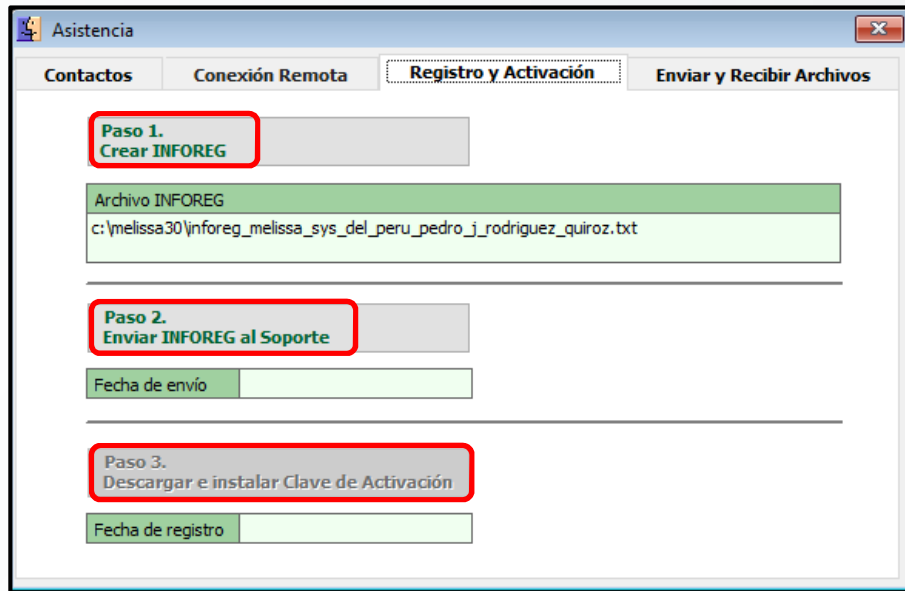 Asistencia
Contactos
Conexión Remota
Registro y Activación
Enviar y Recibir Archivos
Paso 1.
Crear INFOREG
Archivo INFOREG
c:\melissa30\inforeg_melissa_sys_del_peru_pedro_j_rodriguez_quiroz.txt
Paso 2.
Enviar INFOREG al Soporte
Fecha de envío
Paso 3.
Descargar e instalar Clave de Activación
Fecha de registro